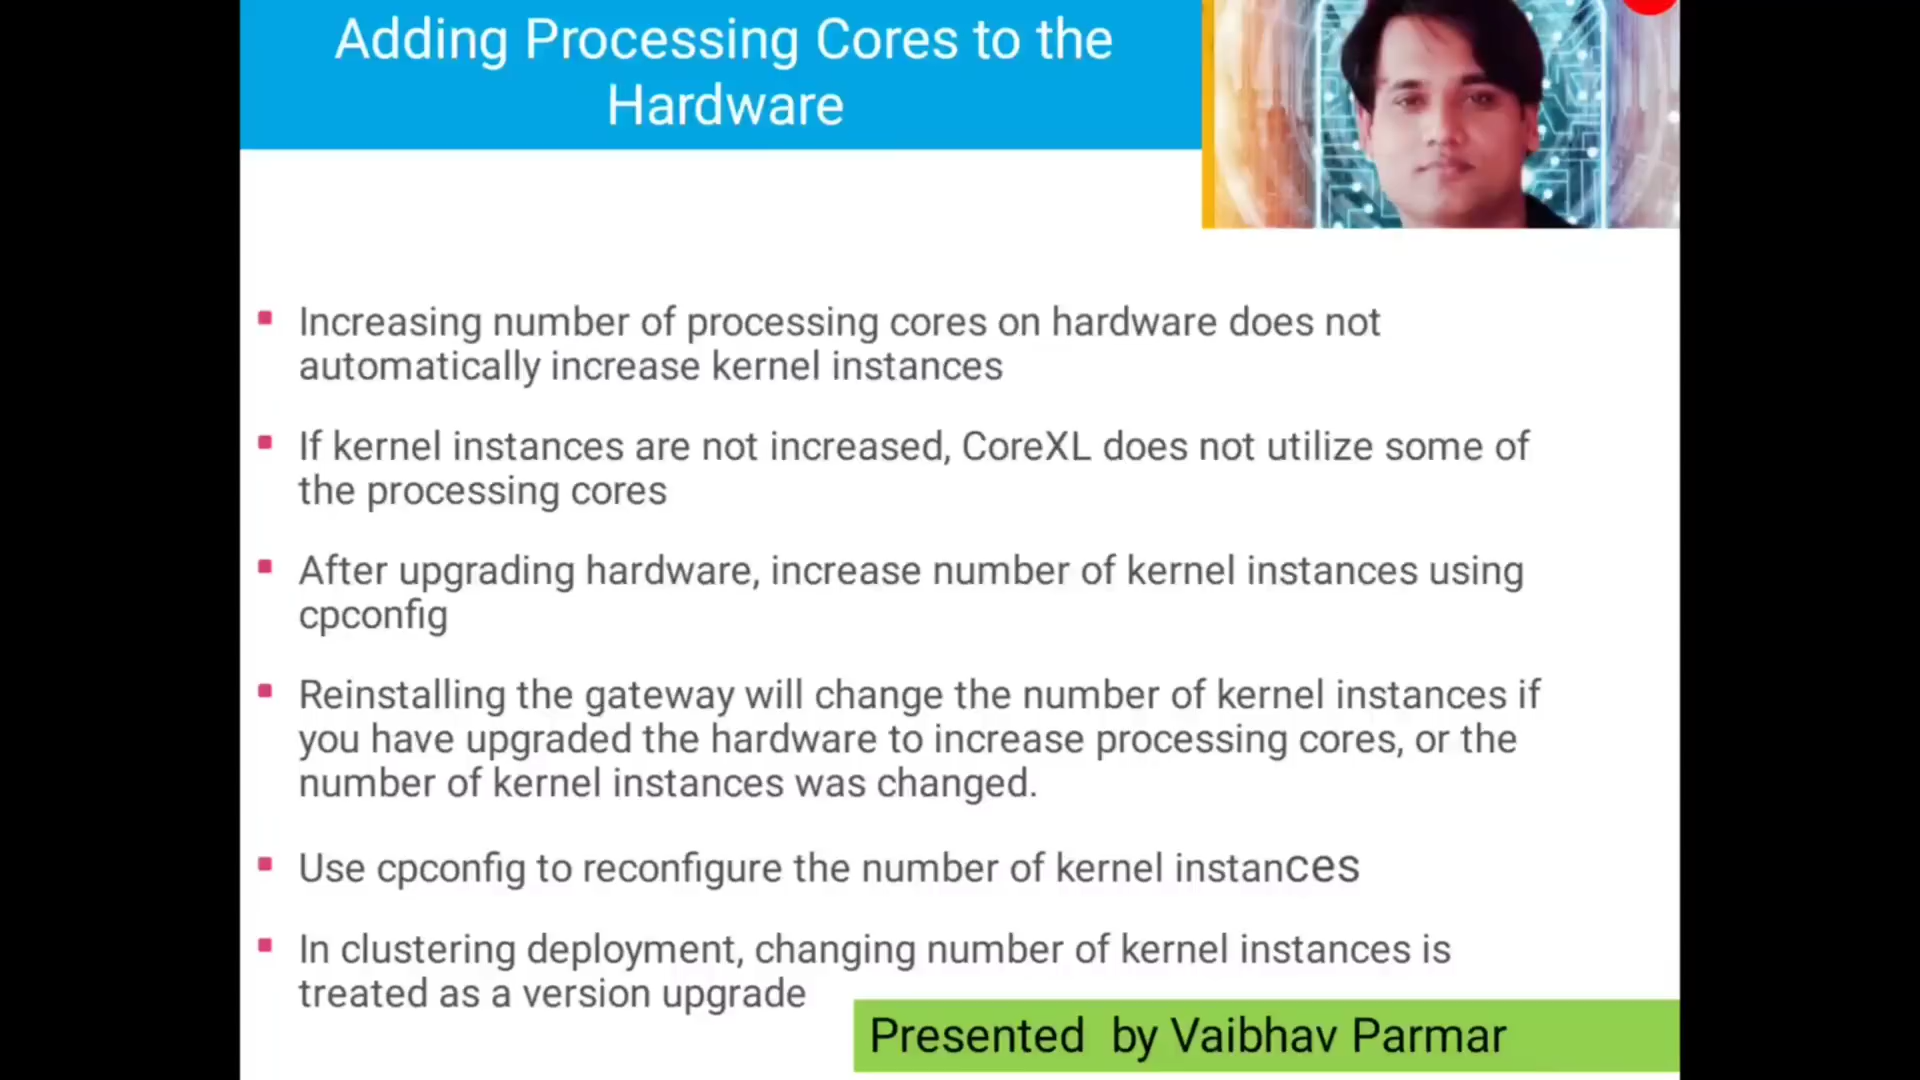 Adding Processing Cores to the
Hardware
Increasing number of processing cores on hardware does not
automatically increase kernel instances
If kernel instances are not increased, CoreXL does not utilize some of
the processing cores
After upgrading hardware, increase number of kernel instances using
cpconfig
Reinstalling the gateway will change the number of kernel instances if
you have upgraded the hardware to increase processing cores, or the
number of kernel instances was changed.
Use cpconfig to reconfigure the number of kernel instances
In clustering deployment, changing number of kernel instances is
treated as a version upgrade
Presented by Vaibhav Parmar